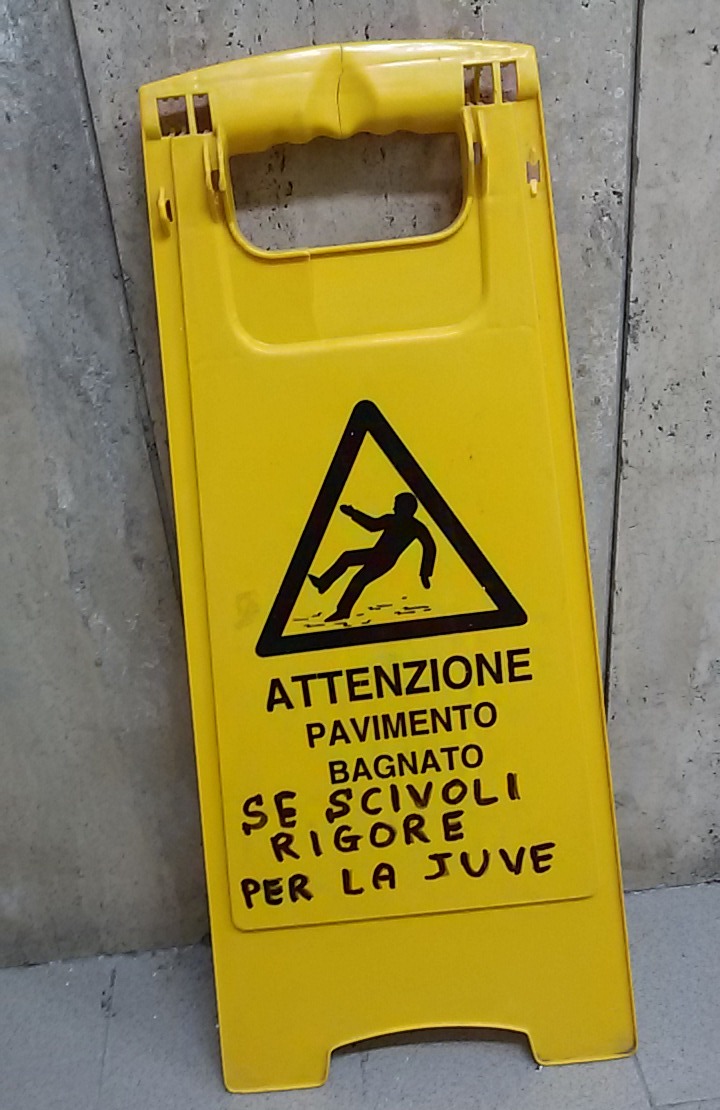 ATTENZIONE
PAVIMENTO
BAGNATO
SE SCIVOLI
RIGORE
PER LA JUVE